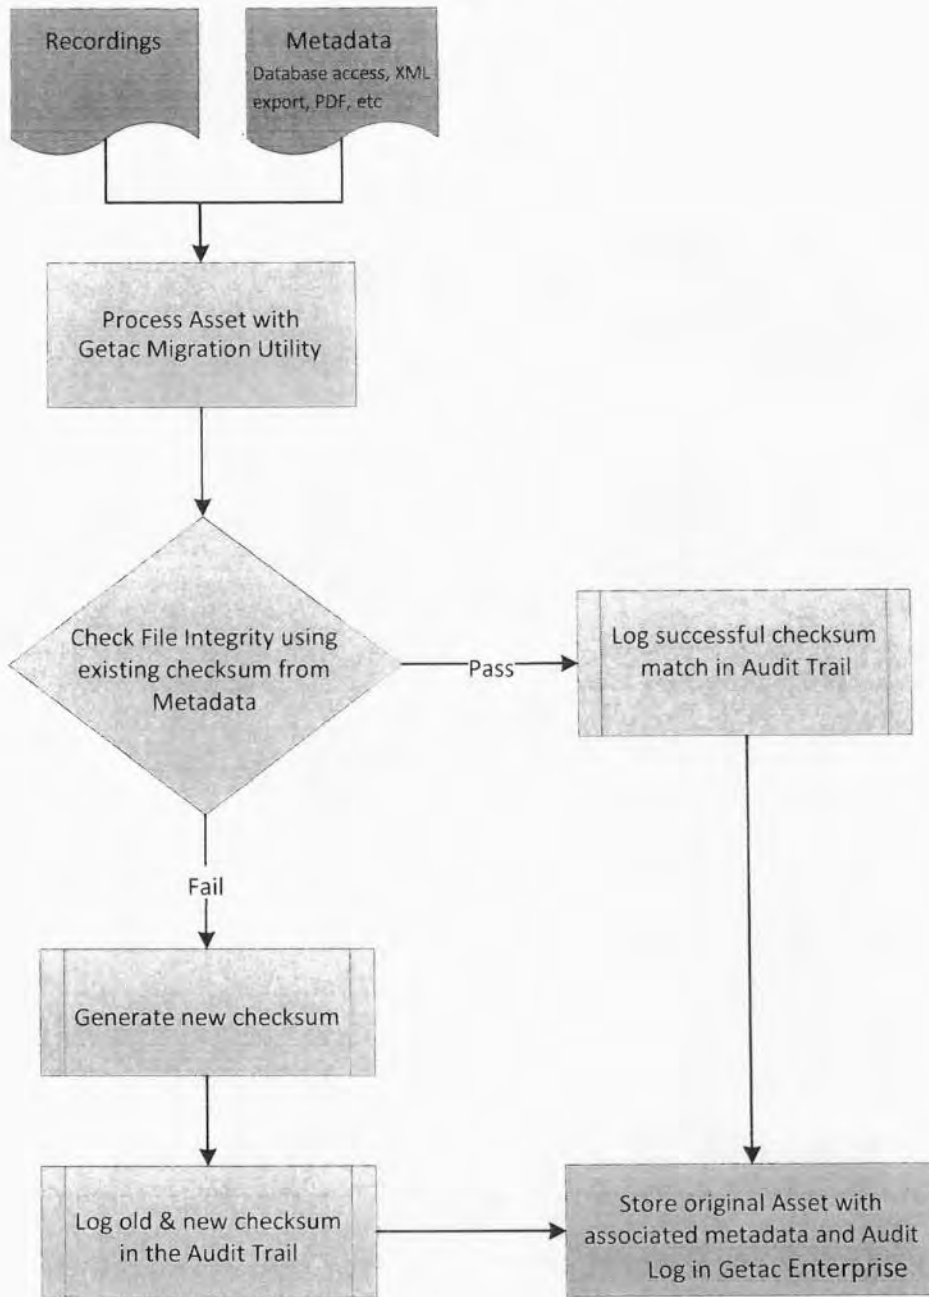 Recordings
Metadata
Database access, XML
export, PDF, etc
Process Asset with
Getac Migration Utility
Check File Integrity using
existing checksum from
Metadata
Pass
Log successful checksum
match in Audit Trail
Fail
Generate new checksum
Log old & new checksum
in the Audit Trail
Store original Asset with
associated metadata and Audit
Log in Getac Enterprise